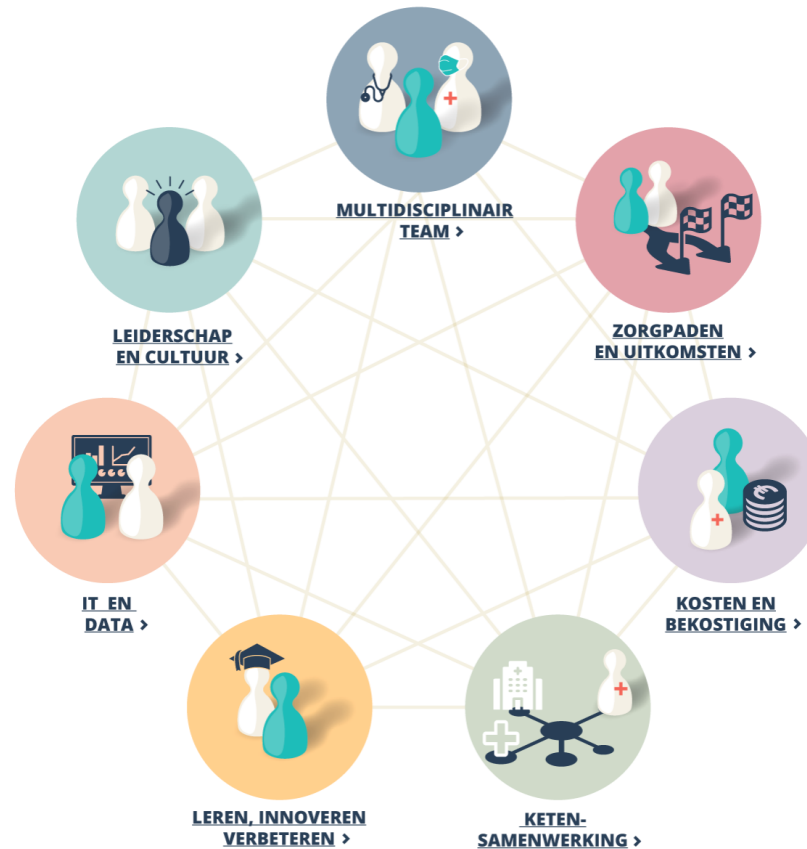 MULTIDISCIPLINAIR
TEAM >
LEIDERSCHAP
EN CULTUUR >
ZORGPADEN
EN UITKOMSTEN >
IT EN
DATA >
KOSTEN EN
BEKOSTIGING >
LEREN, INNOVEREN
VERBETEREN >
KETEN-
SAMENWERKING >